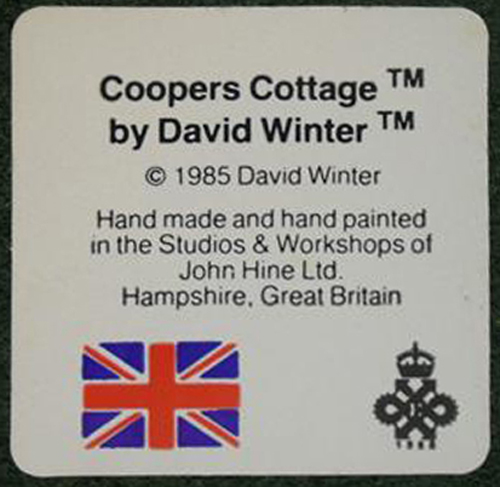 Coopers Cottage ™
by David Winter ™
© 1985 David Winter
Hand made and hand painted
in the Studios & Workshops of
John Hine Ltd.
Hampshire, Great Britain